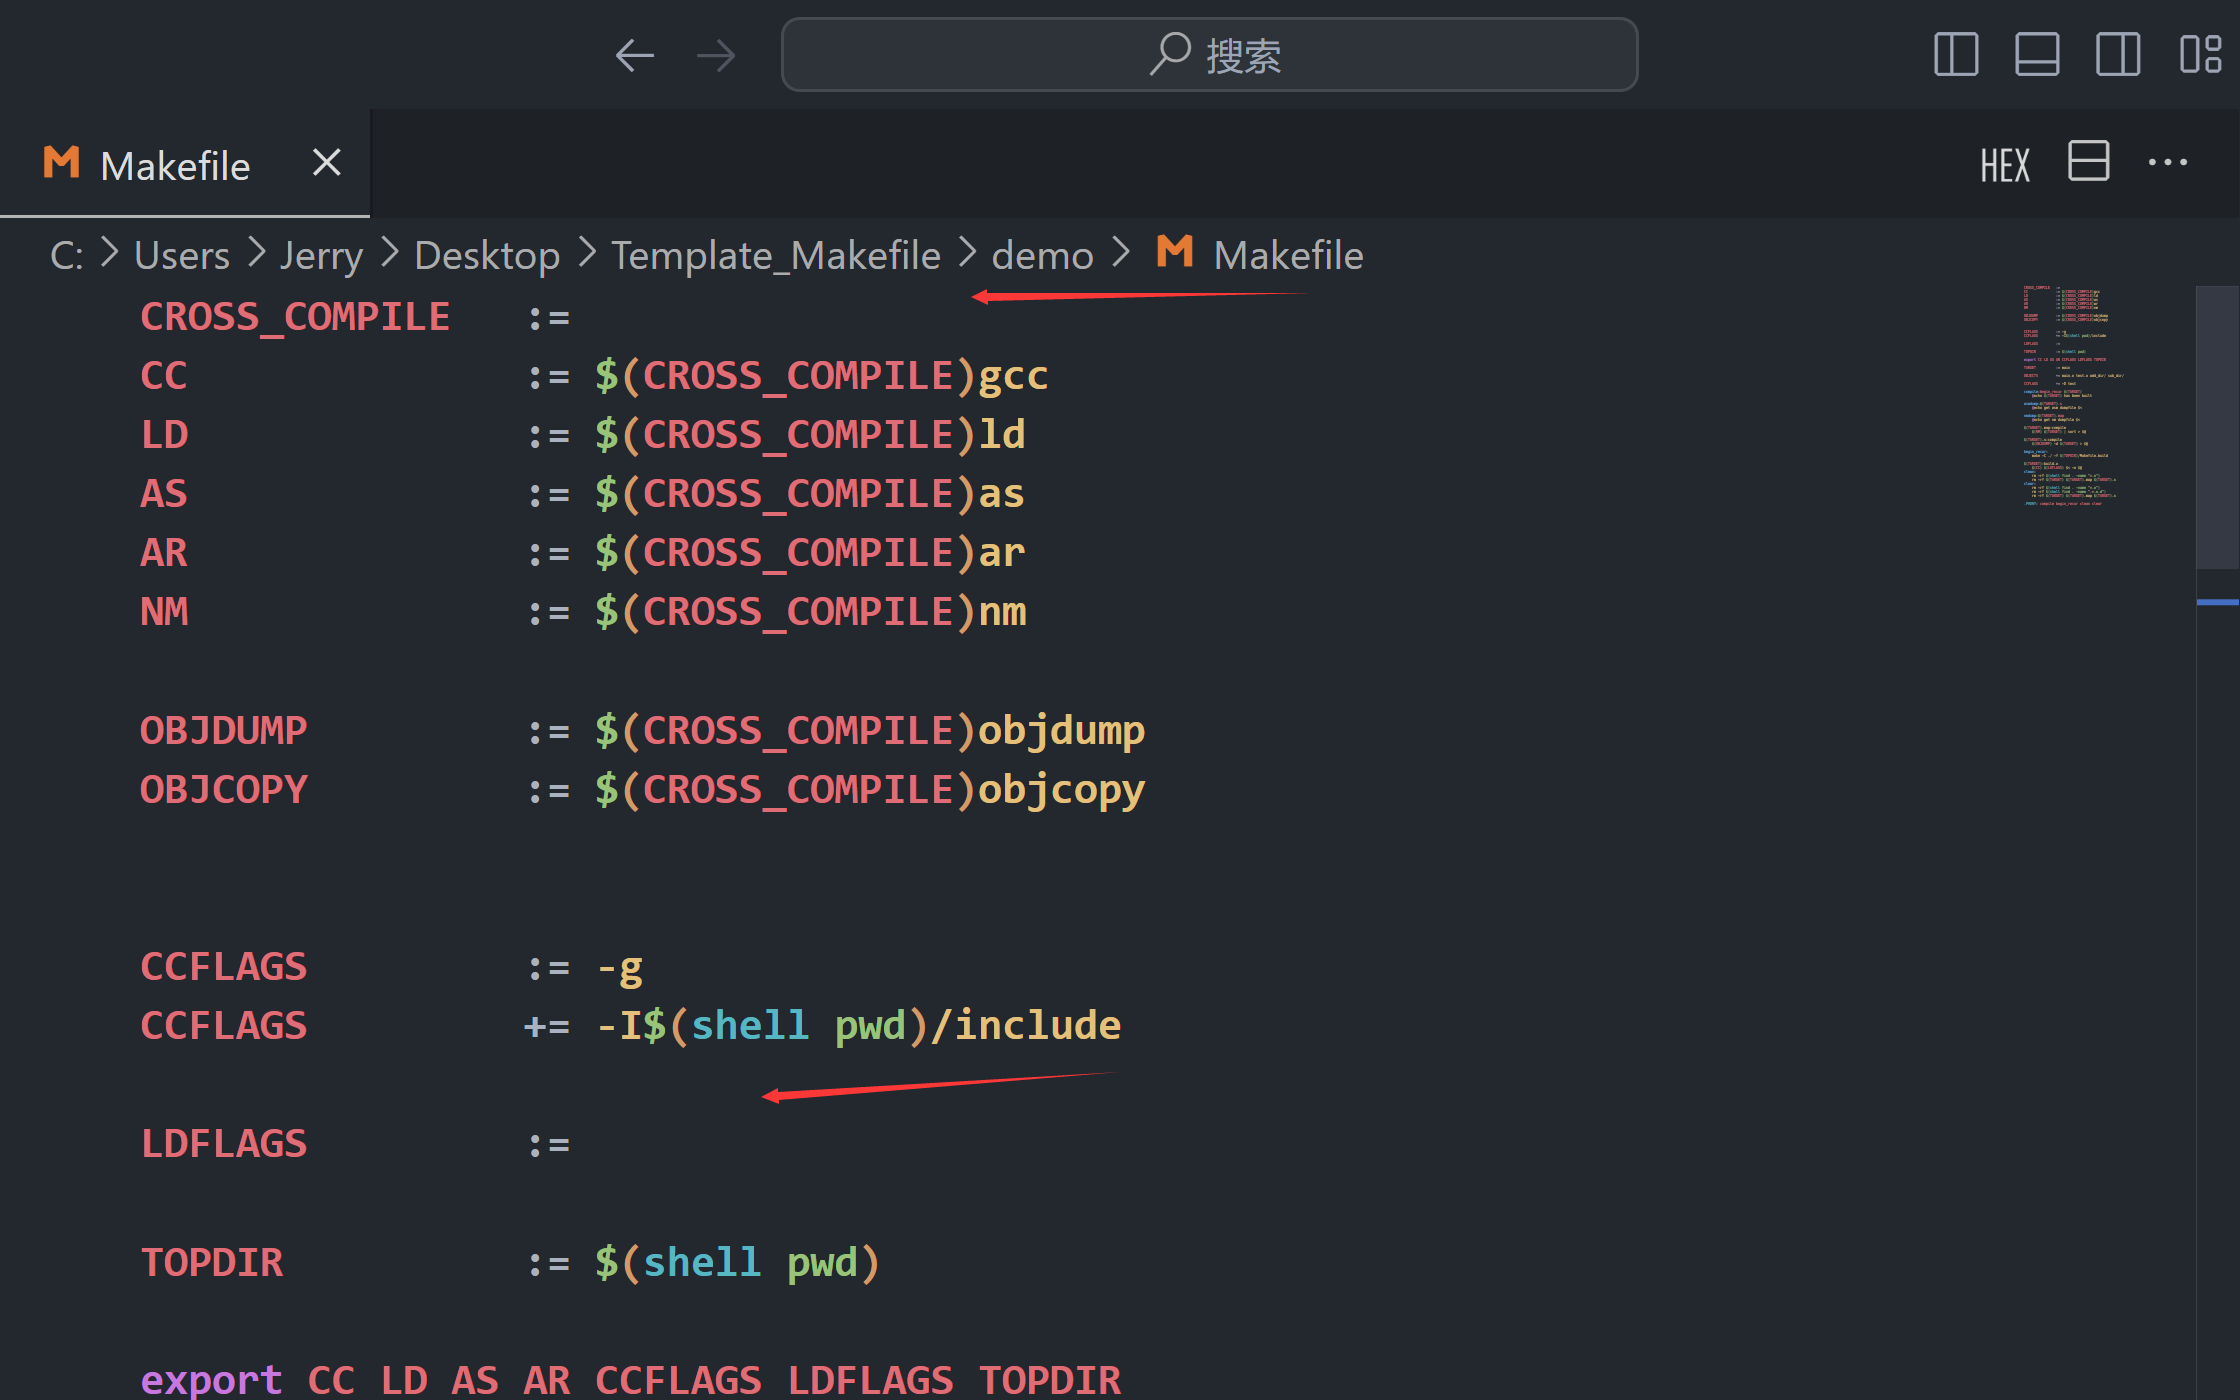 搜索
Makefile
HEX
C: > Users > Jerry > Desktop > Template_Makefile > demo > Makefile
CROSS_COMPILE :=
CC := $(CROSS_COMPILE)gcc
LD := $(CROSS_COMPILE)ld
AS := $(CROSS_COMPILE)as
AR := $(CROSS_COMPILE)ar
NM := $(CROSS_COMPILE)nm
OBJDUMP := $(CROSS_COMPILE)objdump
OBJCOPY := $(CROSS_COMPILE)objcopy
CCFLAGS := -g
CCFLAGS += -I$(shell pwd)/include
LDFLAGS :=
TOPDIR := $(shell pwd)
export CC LD AS AR CCFLAGS LDFLAGS TOPDIR